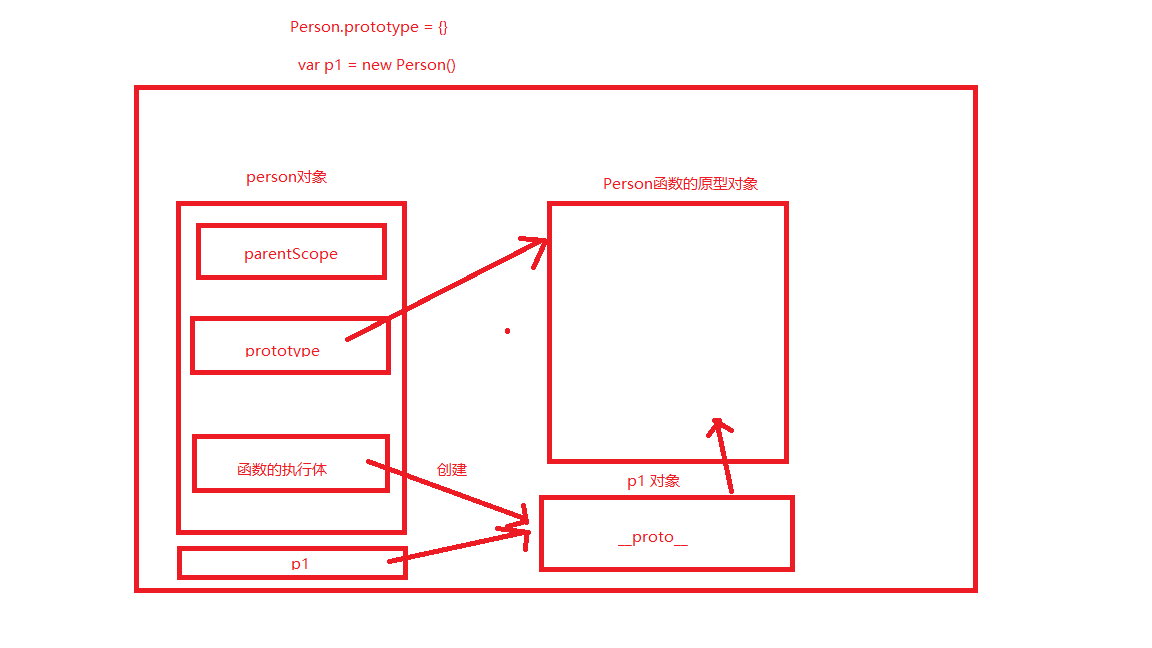 Person.prototype = {}
var p1 = new Person()
person对象
Person函数的原型对象
parentScope
prototype
函数的执行体
创建
p1 对象
__proto__
p1